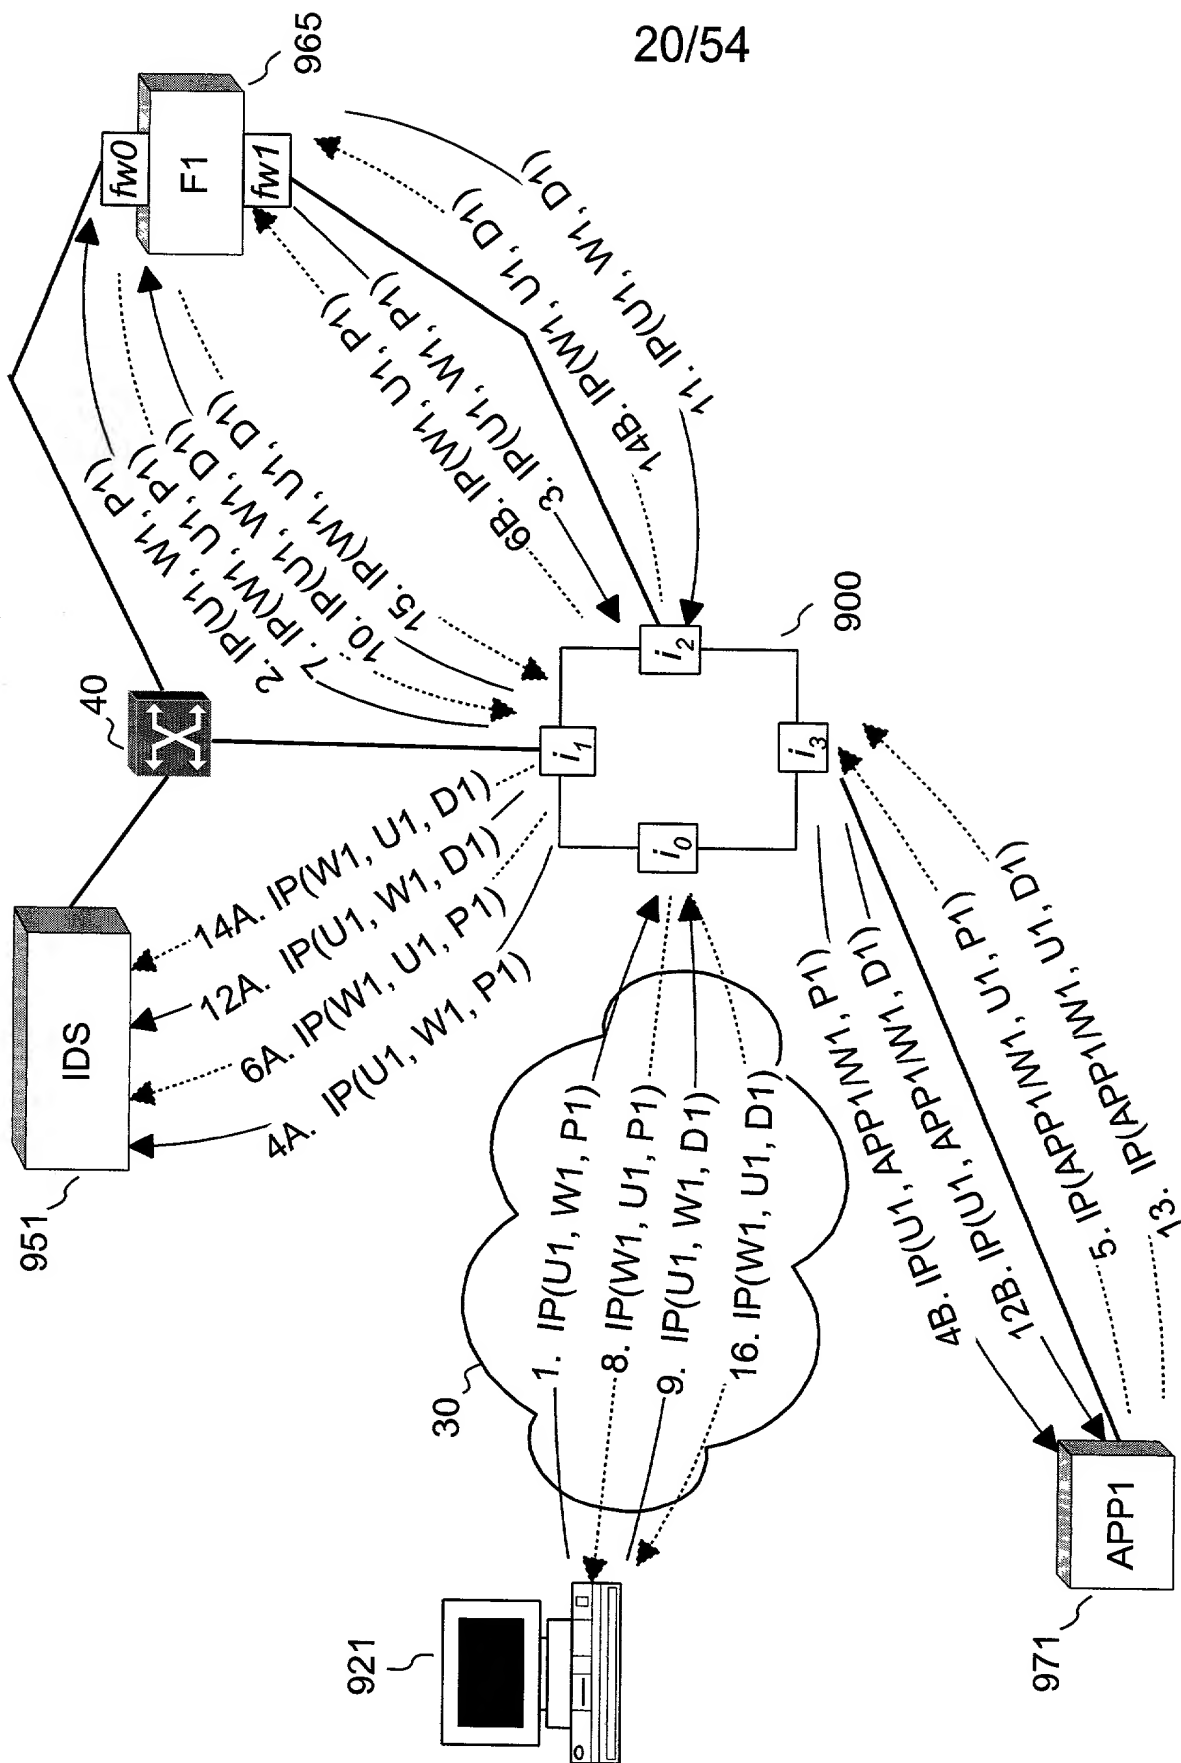 20/54
921
30
1. IP(U1, W1, P1)
8. IP(W1, U1, P1)
9. IP(U1, W1, D1)
16. IP(W1, U1, D1)
951
IDS
14A. IP(W1, U1, D1)
12A. IP(U1, W1, D1)
6A. IP(W1, U1, P1)
4A. IP(U1, W1, P1)
40
2. IP(U1, W1, P1)
7. IP(W1, U1, P1)
10. IP(U1, W1, D1)
15. IP(W1, U1, D1)
fw0
F1
fw1
965
6B. IP(W1, U1, P1)
3. IP(U1, W1, P1)
14B. IP(W1, U1, D1)
11. IP(U1, W1, D1)
i1
i0
i2
i3
900
4B. IP(U1, APP1/W1, P1)
12B. IP(U1, APP1/W1, D1)
5. IP(APP1/W1, U1, P1)
13. IP(APP1/W1, U1, D1)
APP1
971